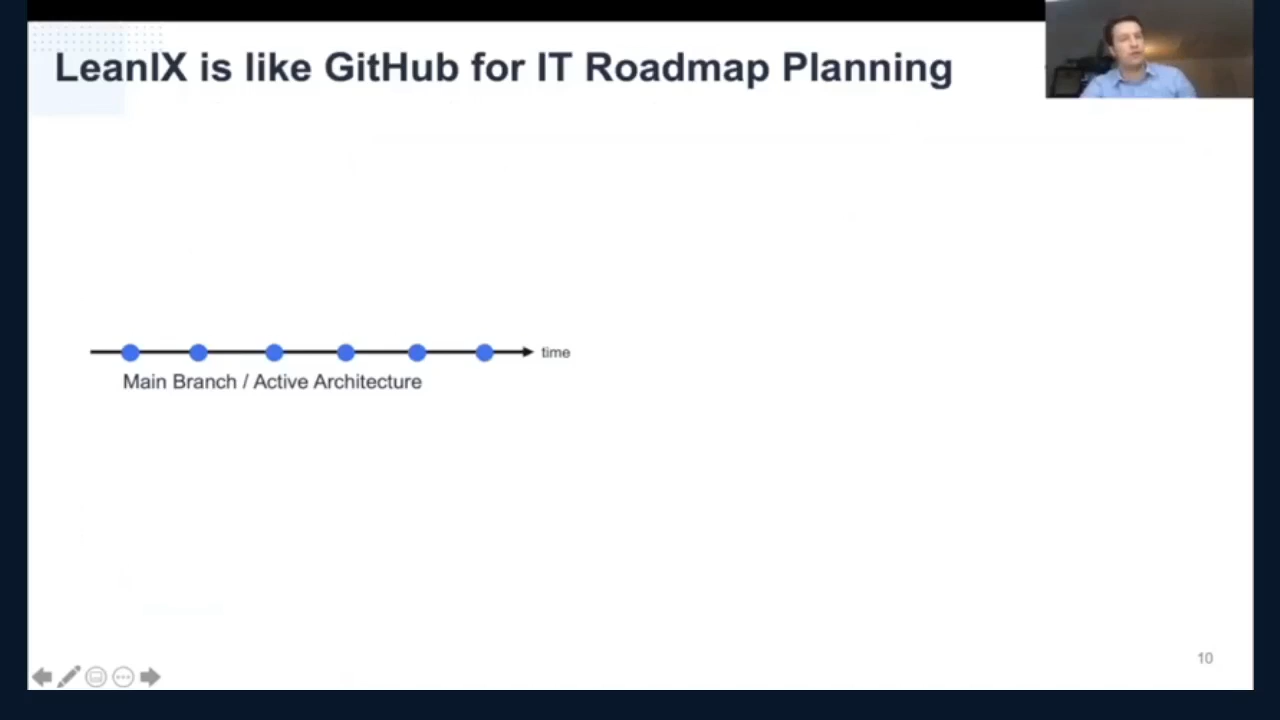 LeanIX is like GitHub for IT Roadmap Planning
time
Main Branch / Active Architecture
10